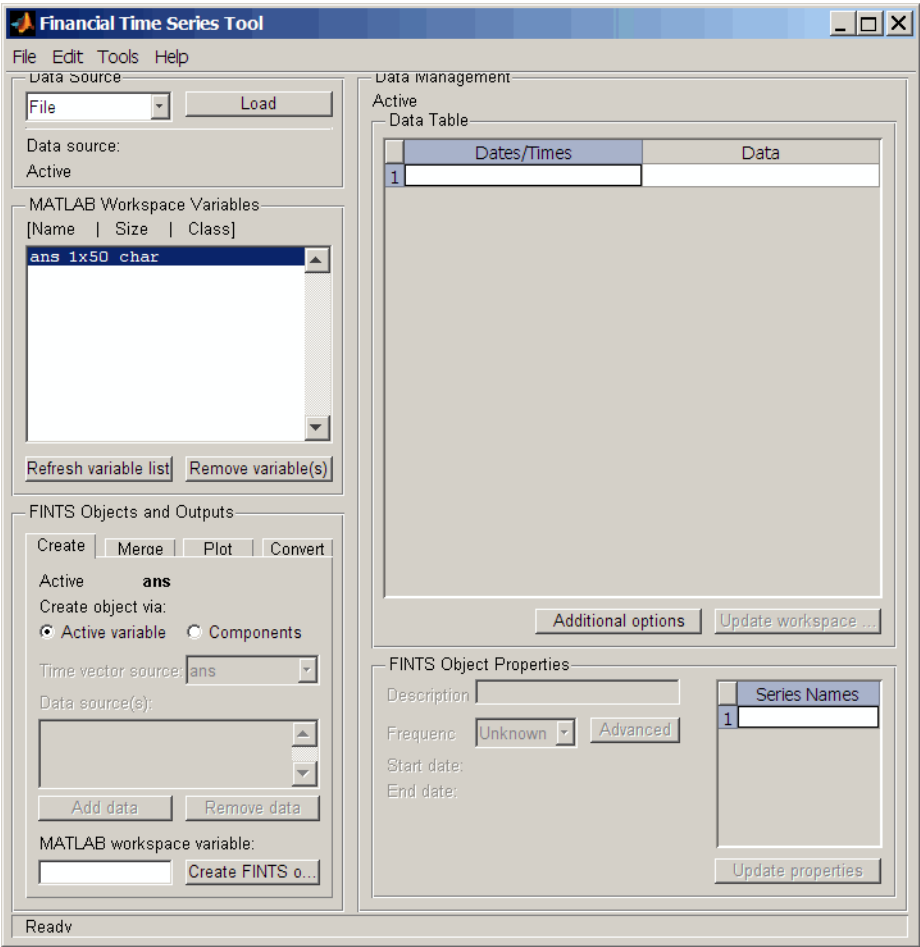 Financial Time Series Tool
File Edit Tools Help
Data Source
File
Load
Data source:
Active
MATLAB Workspace Variables
[Name | Size | Class]
ans 1x50 char
Refresh variable list
Remove variable(s)
FINTS Objects and Outputs
Create Merge Plot Convert
Active ans
Create object via:
Active variable Components
Time vector source: ans
Data source(s):
Add data Remove data
MATLAB workspace variable:
Create FINTS o...
Data Management
Active
Data Table
Dates/Times Data
1
Additional options Update workspace ...
FINTS Object Properties
Description
Frequenc Unknown Advanced
Start date:
End date:
Series Names
1
Update properties
Ready